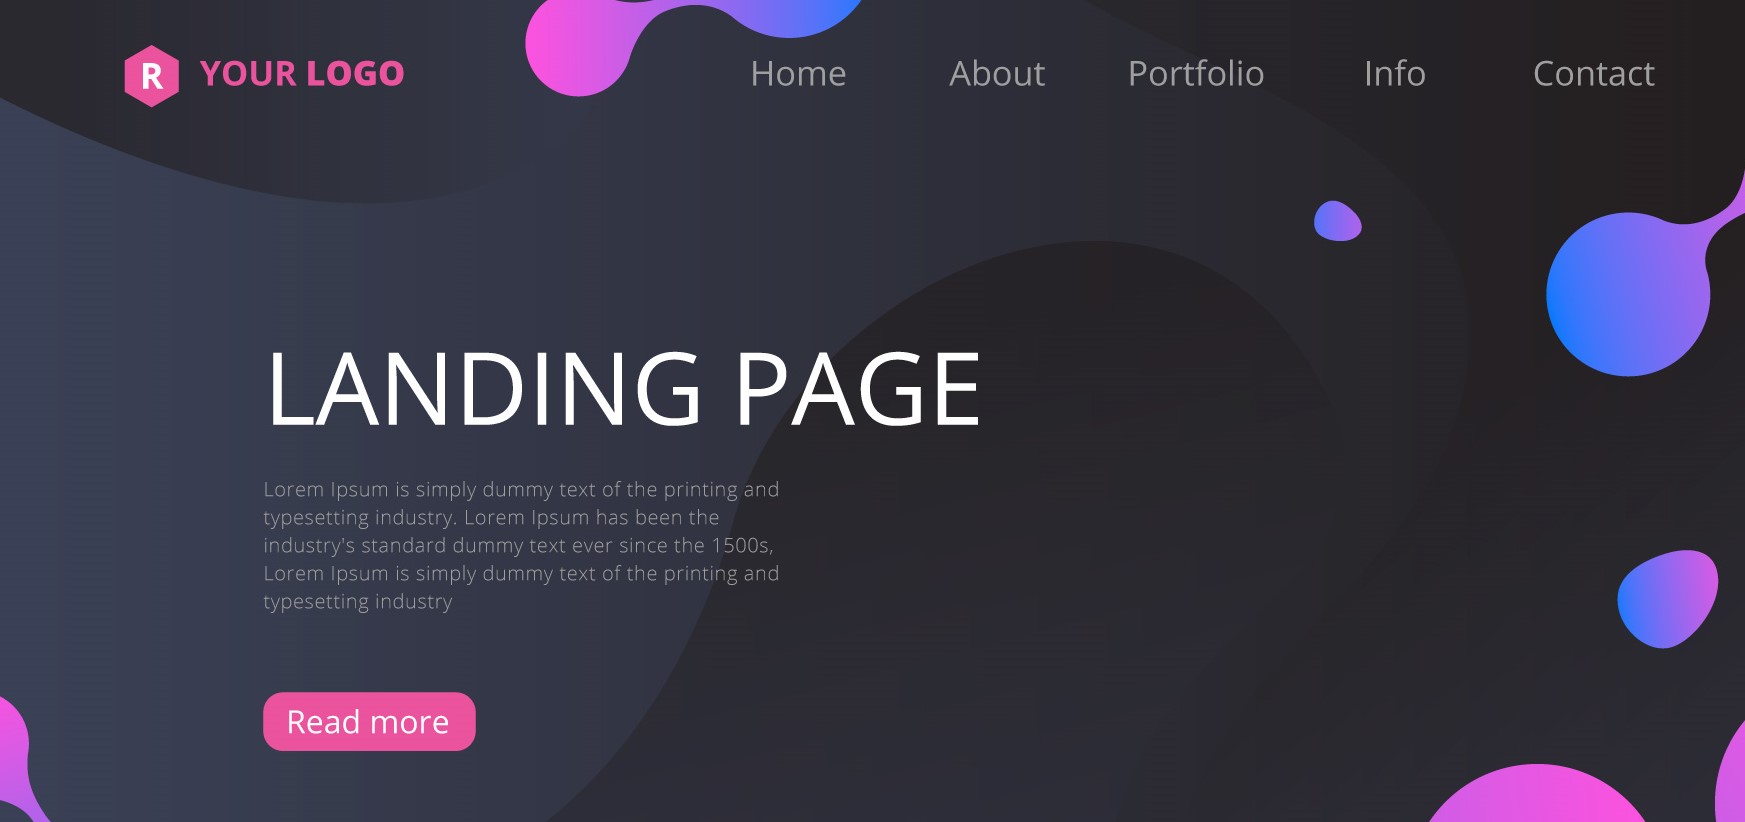 R YOUR LOGO
Home About Portfolio Info Contact
LANDING PAGE
Lorem Ipsum is simply dummy text of the printing and
typesetting industry. Lorem Ipsum has been the
industry's standard dummy text ever since the 1500s,
Lorem Ipsum is simply dummy text of the printing and
typesetting industry
Read more